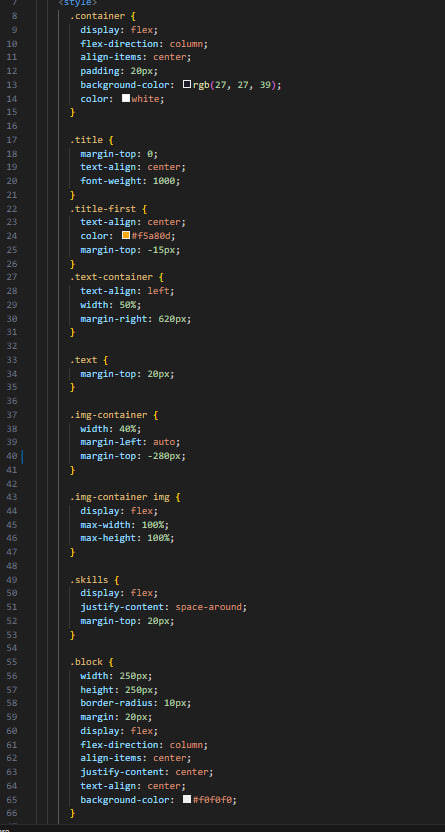 7 <style>
8 .container {
9 display: flex;
10 flex-direction: column;
11 align-items: center;
12 padding: 20px;
13 background-color: rgb(27, 27, 39);
14 color: white;
15 }
16
17 .title {
18 margin-top: 0;
19 text-align: center;
20 font-weight: 1000;
21 }
22 .title-first {
23 text-align: center;
24 color: #f5a80d;
25 margin-top: -15px;
26 }
27 .text-container {
28 text-align: left;
29 width: 50%;
30 margin-right: 620px;
31 }
32
33 .text {
34 margin-top: 20px;
35 }
36
37 .img-container {
38 width: 40%;
39 margin-left: auto;
40 margin-top: -280px;
41 }
42
43 .img-container img {
44 display: flex;
45 max-width: 100%;
46 max-height: 100%;
47 }
48
49 .skills {
50 display: flex;
51 justify-content: space-around;
52 margin-top: 20px;
53 }
54
55 .block {
56 width: 250px;
57 height: 250px;
58 border-radius: 10px;
59 margin: 20px;
60 display: flex;
61 flex-direction: column;
62 align-items: center;
63 justify-content: center;
64 text-align: center;
65 background-color: #f0f0f0;
66 }